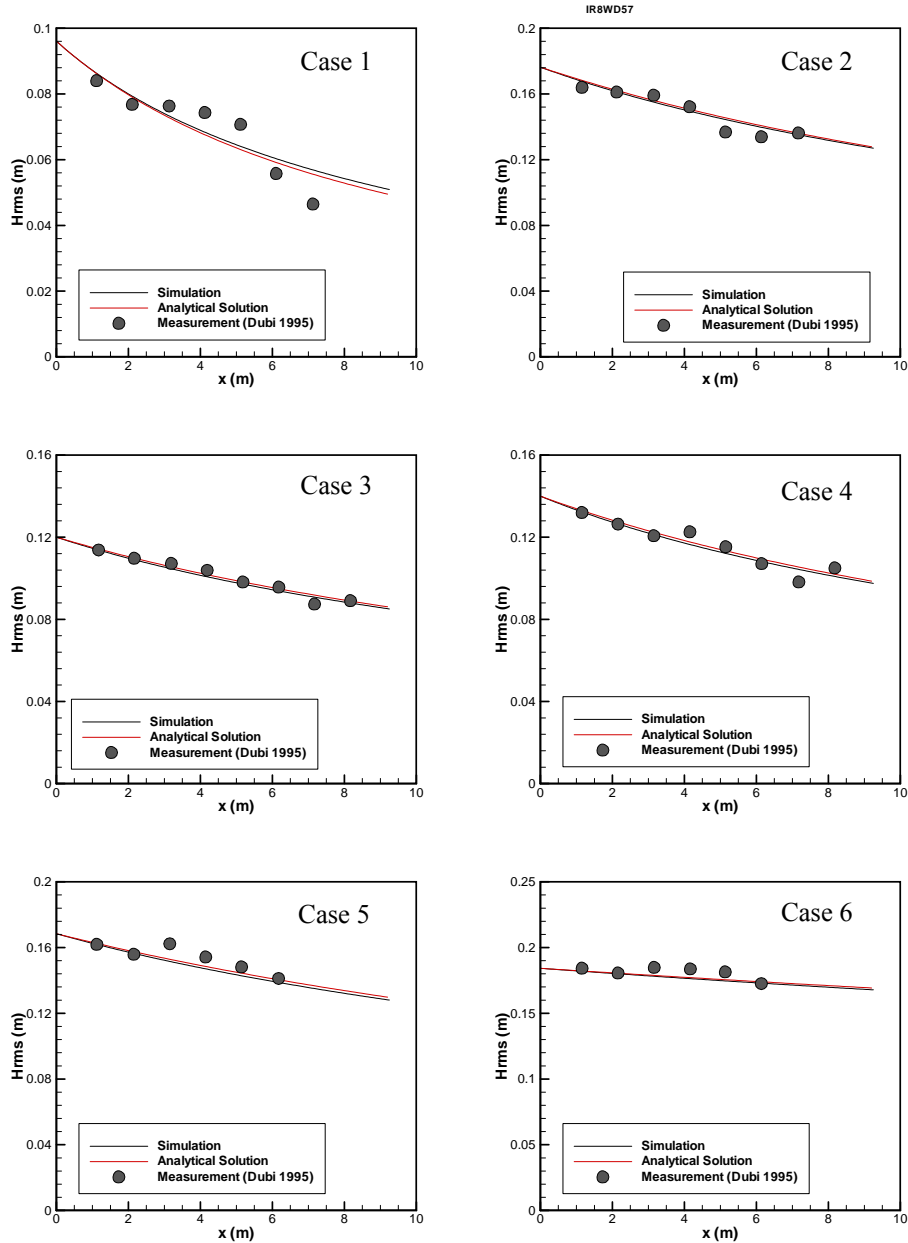 IR8WD57
0.1
0.08
0.06
0.04
0.02
0
Hrms (m)
Case 1
Simulation
Analytical Solution
Measurement (Dubi 1995)
0 2 4 6 8 10
x (m)
0.2
0.16
0.12
0.08
0.04
0
Hrms (m)
Case 2
Simulation
Analytical Solution
Measurement (Dubi 1995)
0 2 4 6 8 10
x (m)
0.16
0.12
0.08
0.04
0
Hrms (m)
Case 3
Simulation
Analytical Solution
Measurement (Dubi 1995)
0 2 4 6 8 10
x (m)
0.16
0.12
0.08
0.04
0
Hrms (m)
Case 4
Simulation
Analytical Solution
Measurement (Dubi 1995)
0 2 4 6 8 10
x (m)
0.2
0.16
0.12
0.08
0.04
0
Hrms (m)
Case 5
Simulation
Analytical Solution
Measurement (Dubi 1995)
0 2 4 6 8 10
x (m)
0.25
0.2
0.15
0.1
0.05
0
Hrms (m)
Case 6
Simulation
Analytical Solution
Measurement (Dubi 1995)
0 2 4 6 8 10
x (m)